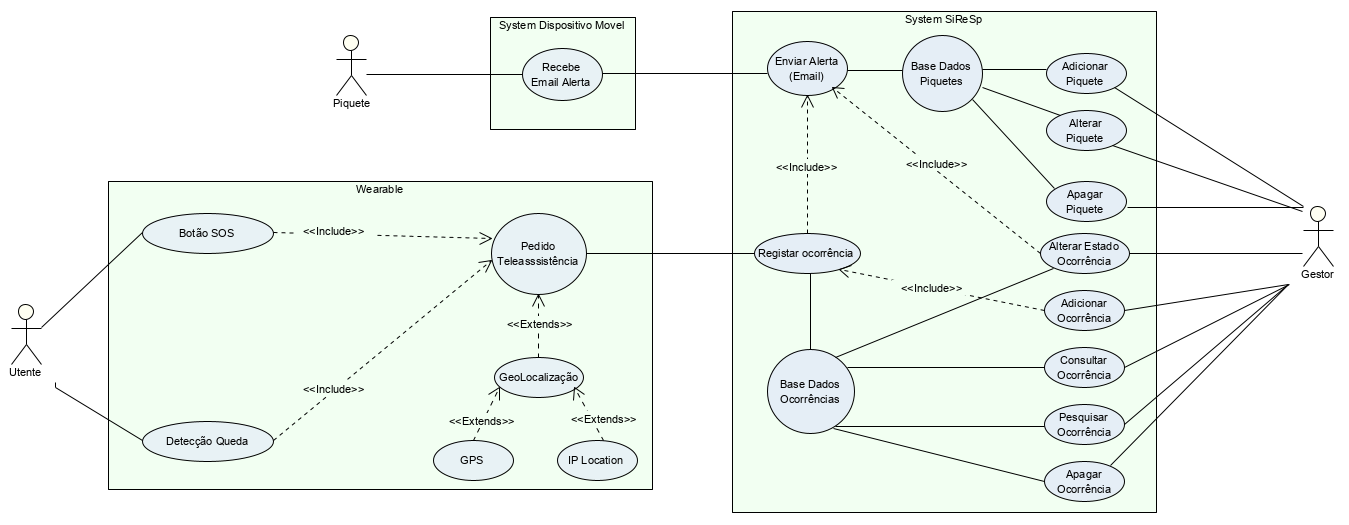 System Dispositivo Movel
Recebe
Email Alerta
Piquete
System SiReSp
Enviar Alerta
(Email)
Base Dados
Piquetes
Adicionar
Piquete
Alterar
Piquete
Apagar
Piquete
<<Include>>
<<Include>>
Wearable
Botão SOS
<<Include>>
Pedido
Teleasssistência
Registar ocorrência
Alterar Estado
Ocorrência
Gestor
<<Include>>
Adicionar
Ocorrência
<<Extends>>
Utente
GeoLocalização
<<Include>>
Base Dados
Ocorrências
Consultar
Ocorrência
<<Extends>>
<<Extends>>
Pesquisar
Ocorrência
Detecção Queda
GPS
IP Location
Apagar
Ocorrência